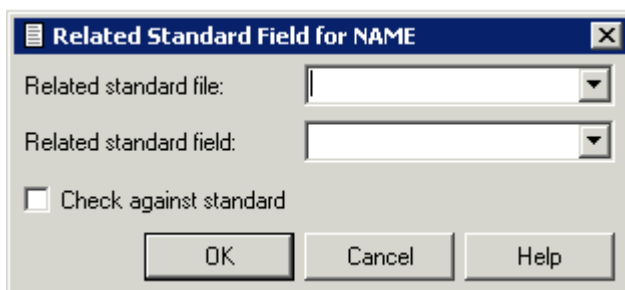 Related Standard Field for NAME
Related standard file:
Related standard field:
Check against standard
OK Cancel Help